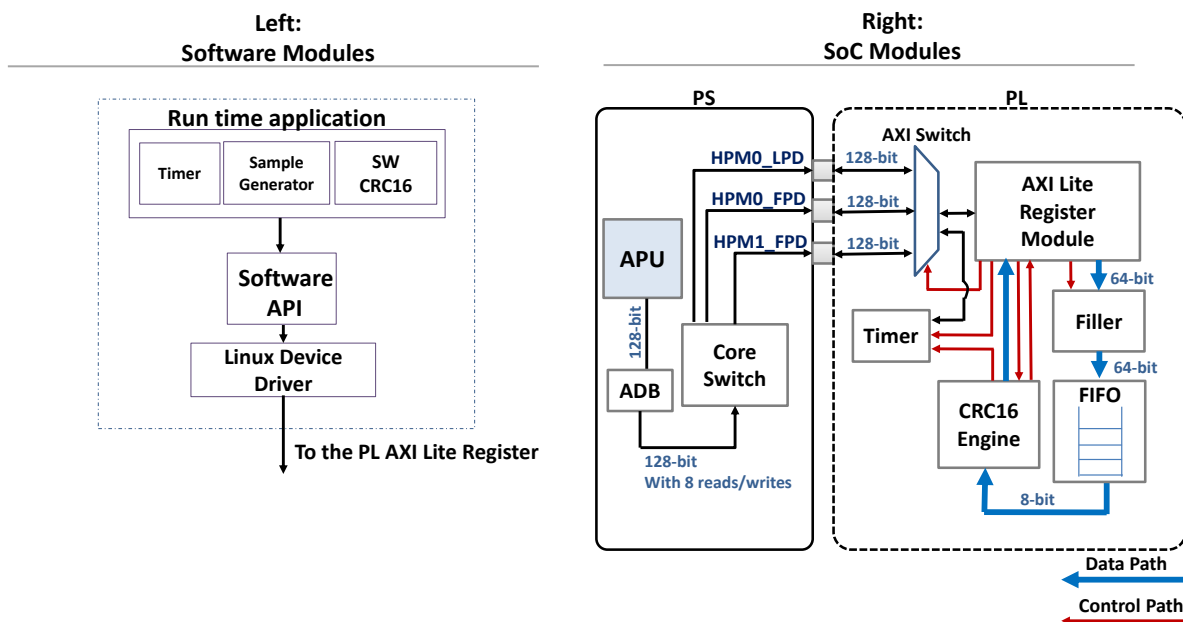 Left:
Software Modules
Run time application
Timer
Sample
Generator
SW
CRC16
Software
API
Linux Device
Driver
To the PL AXI Lite Register
Right:
SoC Modules
PS
PL
HPM0_LPD
HPM0_FPD
HPM1_FPD
APU
128-bit
ADB
Core
Switch
128-bit
With 8 reads/writes
AXI Switch
128-bit
128-bit
128-bit
AXI Lite
Register
Module
64-bit
Filler
64-bit
Timer
CRC16
Engine
FIFO
8-bit
Data Path
Control Path